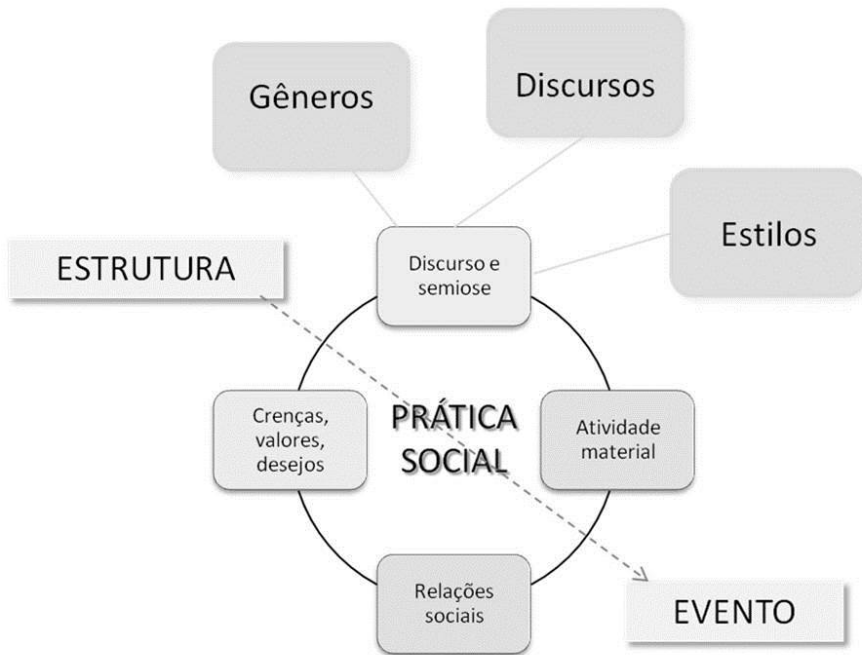 Gêneros
Discursos
Estilos
ESTRUTURA
Discurso e
semiose
Crenças,
valores,
desejos
PRÁTICA
SOCIAL
Atividade
material
Relações
sociais
EVENTO